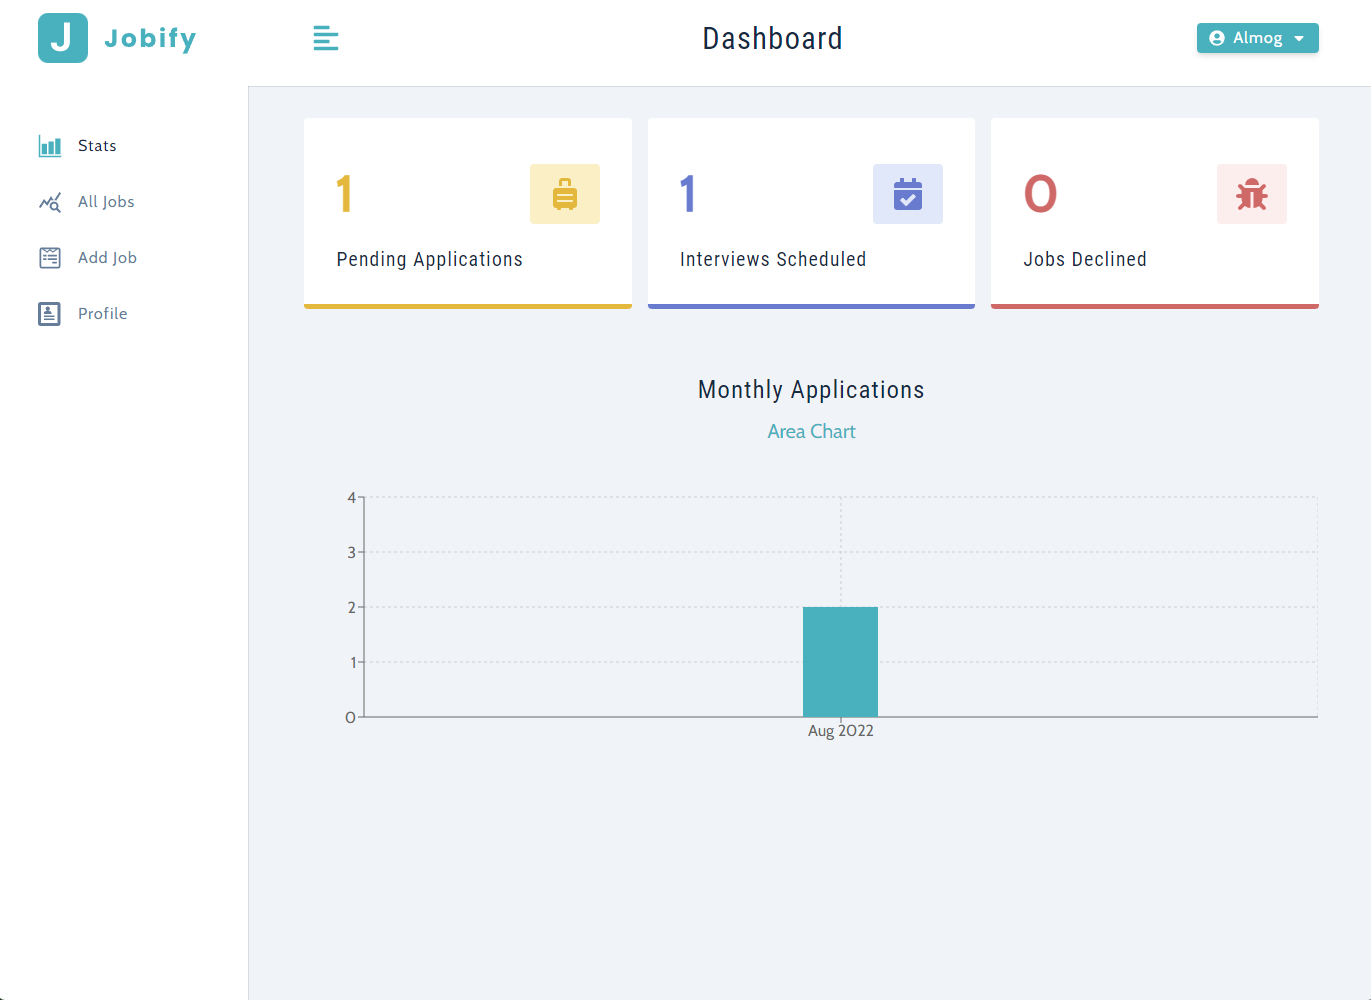 J Jobify
Dashboard
Almog
Stats
All Jobs
Add Job
Profile
1
Pending Applications
1
Interviews Scheduled
0
Jobs Declined
Monthly Applications
Area Chart
4
3
2
1
0
Aug 2022